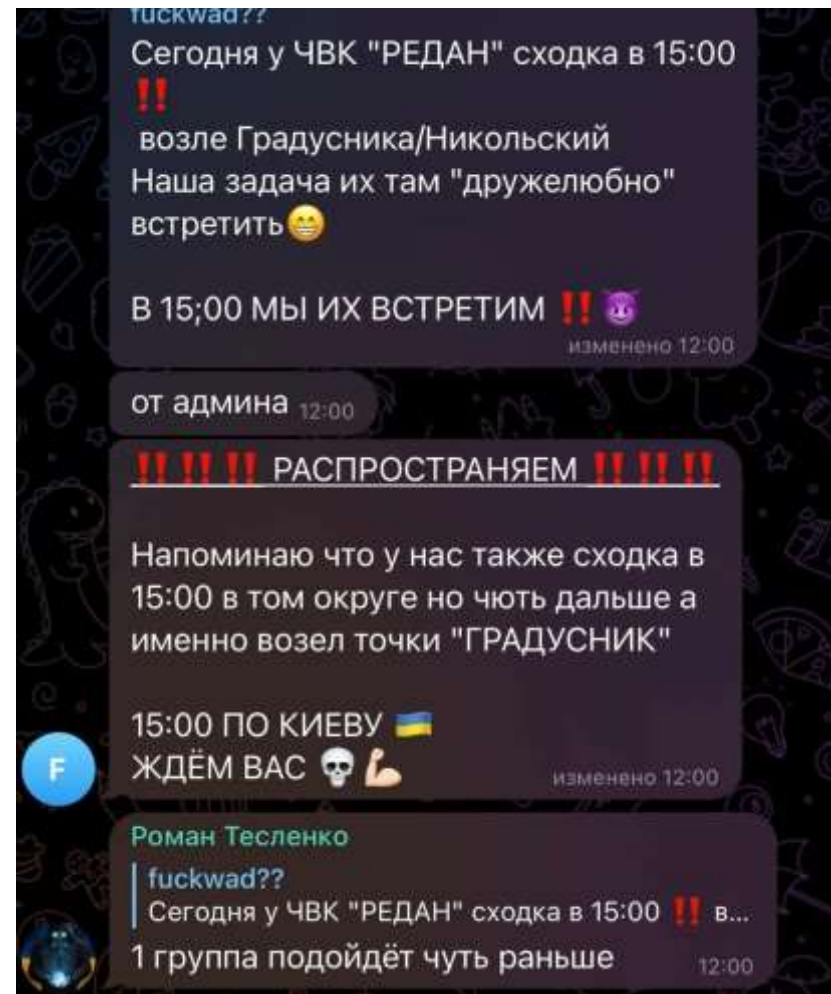 fuckwad??
Сегодня у ЧВК "РЕДАН" сходка в 15:00
‼️
возле Градусника/Никольский
Наша задача их там "дружелюбно"
встретить😁
В 15;00 МЫ ИХ ВСТРЕТИМ ‼️😈
изменено 12:00
от админа 12:00
‼️‼️‼️ РАСПРОСТРАНЯЕМ ‼️‼️‼️
Напоминаю что у нас также сходка в
15:00 в том округе но чють дальше а
именно возел точки "ГРАДУСНИК"
15:00 ПО КИЕВУ 🇺🇦
ЖДЁМ ВАС 💀💪🏻
изменено 12:00
F
Роман Тесленко
fuckwad??
Сегодня у ЧВК "РЕДАН" сходка в 15:00 ‼️ в...
1 группа подойдёт чуть раньше
12:00